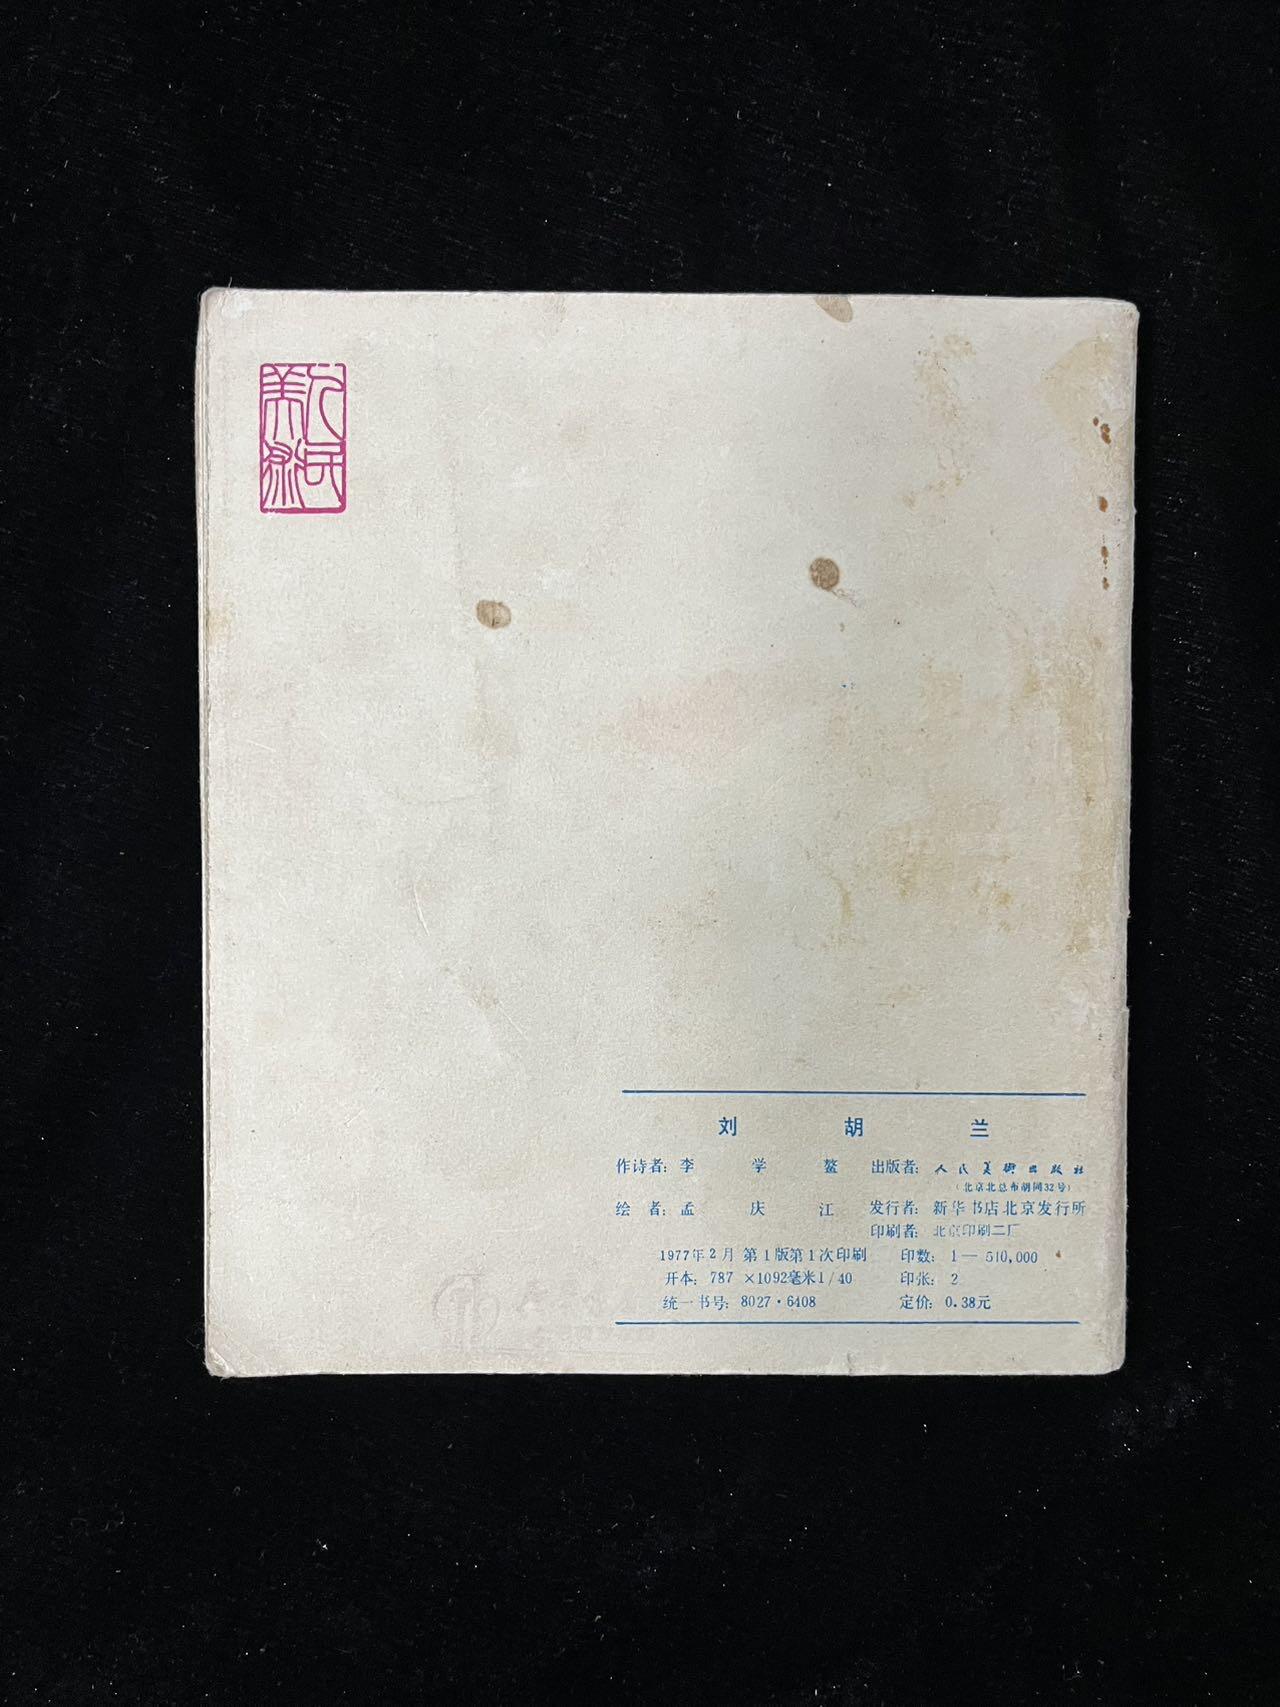 人民
美術
刘胡兰
作诗者：李学鳌 出版者：人民美術出版社
(北京北总布胡同32号)
绘者：孟庆江 发行者：新华书店北京发行所
印刷者：北京印刷二厂
1977年2月第1版第1次印刷 印数：1—510,000
开本：787×1092毫米1/40 印张：2
统一书号：8027·6408 定价：0.38元